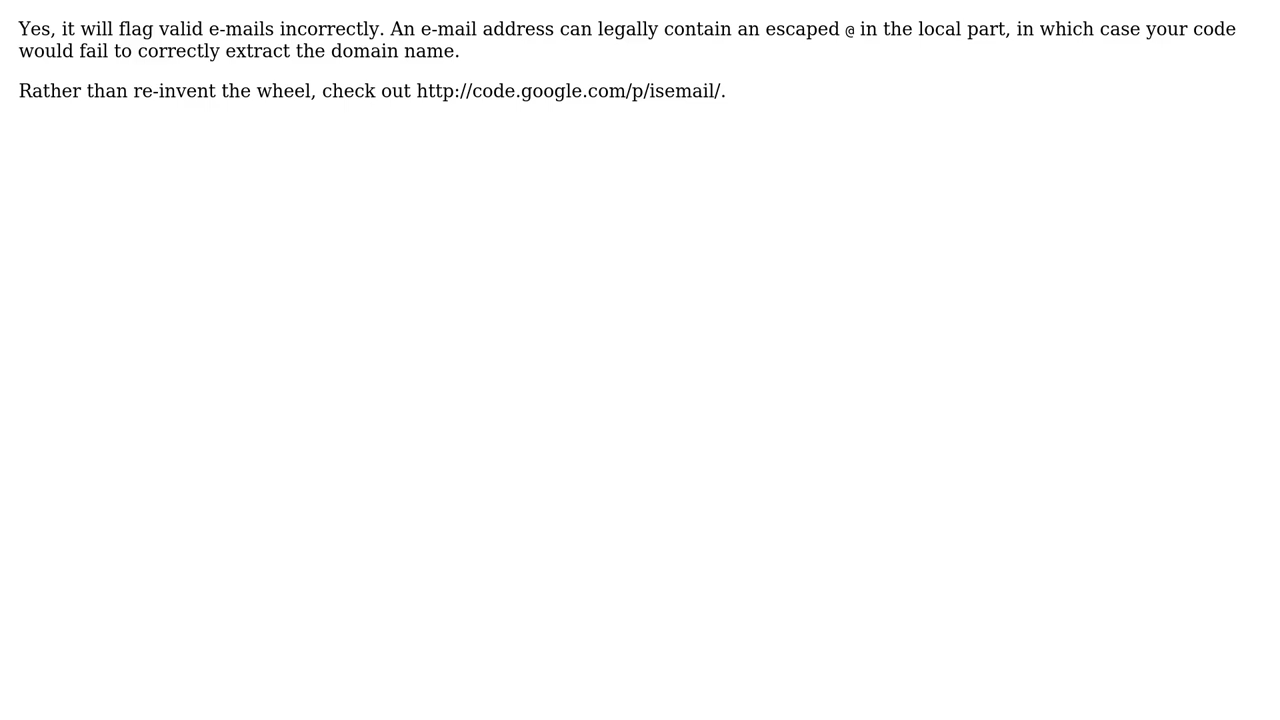 Yes, it will flag valid e-mails incorrectly. An e-mail address can legally contain an escaped @ in the local part, in which case your code
would fail to correctly extract the domain name.
Rather than re-invent the wheel, check out http://code.google.com/p/isemail/.